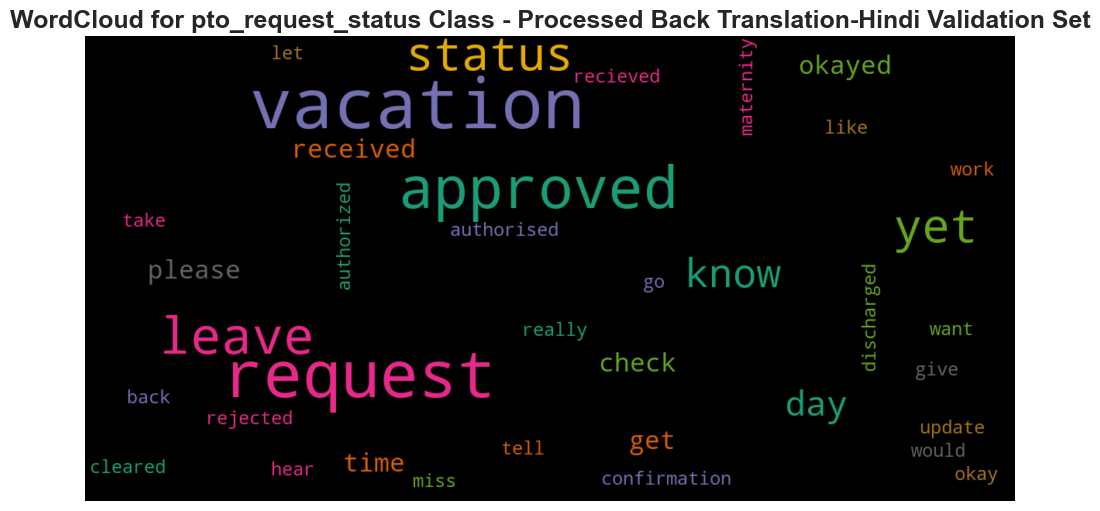 WordCloud for pto_request_status Class - Processed Back Translation-Hindi Validation Set
let
status
recieved
maternity
okayed
vacation
like
received
work
approved
take
authorized
authorised
yet
please
go
know
discharged
leave
really
want
check
request
give
back
day
rejected
update
get
tell
would
cleared
hear
time
miss
confirmation
okay